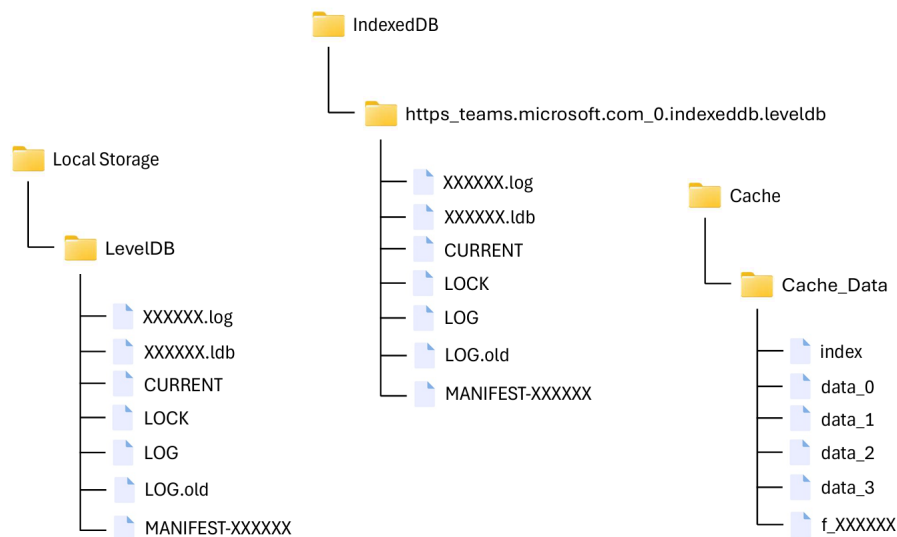 Local Storage
LevelDB
XXXXXX.log
XXXXXX.ldb
CURRENT
LOCK
LOG
LOG.old
MANIFEST-XXXXXX
IndexedDB
https_teams.microsoft.com_0.indexeddb.leveldb
XXXXXX.log
XXXXXX.ldb
CURRENT
LOCK
LOG
LOG.old
MANIFEST-XXXXXX
Cache
Cache_Data
index
data_0
data_1
data_2
data_3
f_XXXXXX